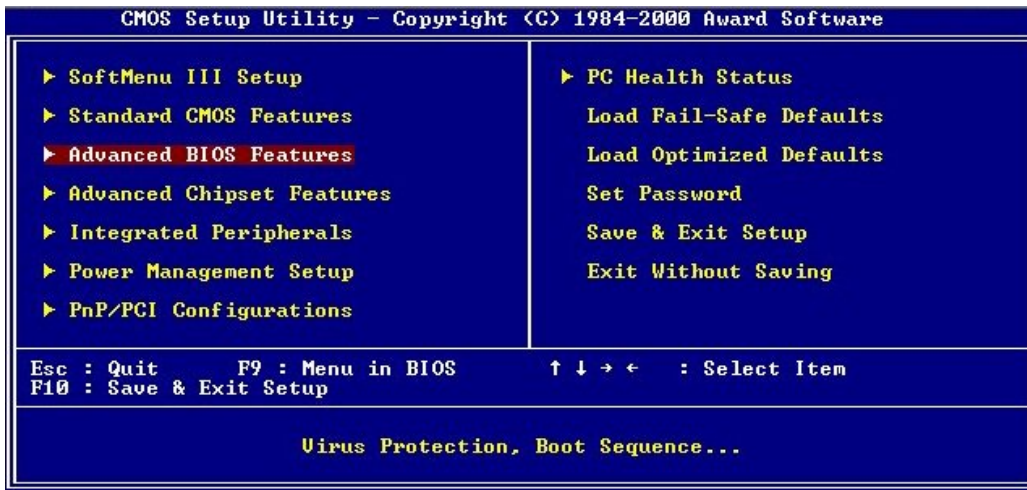 CMOS Setup Utility - Copyright (C) 1984-2000 Award Software
▶ SoftMenu III Setup
▶ Standard CMOS Features
▶ Advanced BIOS Features
▶ Advanced Chipset Features
▶ Integrated Peripherals
▶ Power Management Setup
▶ PnP/PCI Configurations
▶ PC Health Status
Load Fail-Safe Defaults
Load Optimized Defaults
Set Password
Save & Exit Setup
Exit Without Saving
Esc : Quit F9 : Menu in BIOS ↑ ↓ → ← : Select Item
F10 : Save & Exit Setup
Virus Protection, Boot Sequence...